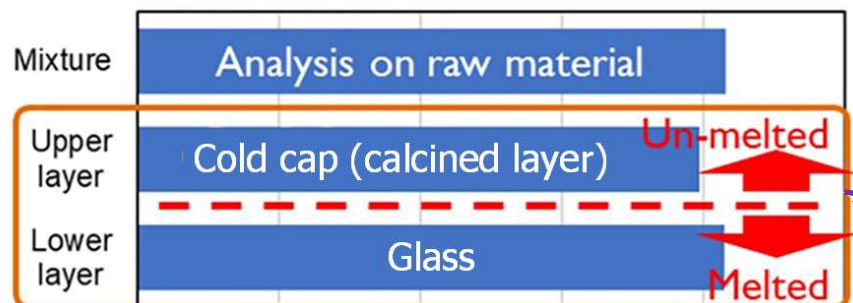 Mixture
Analysis on raw material
Upper
layer
Cold cap (calcined layer)
Un-melted
Lower
layer
Glass
Melted